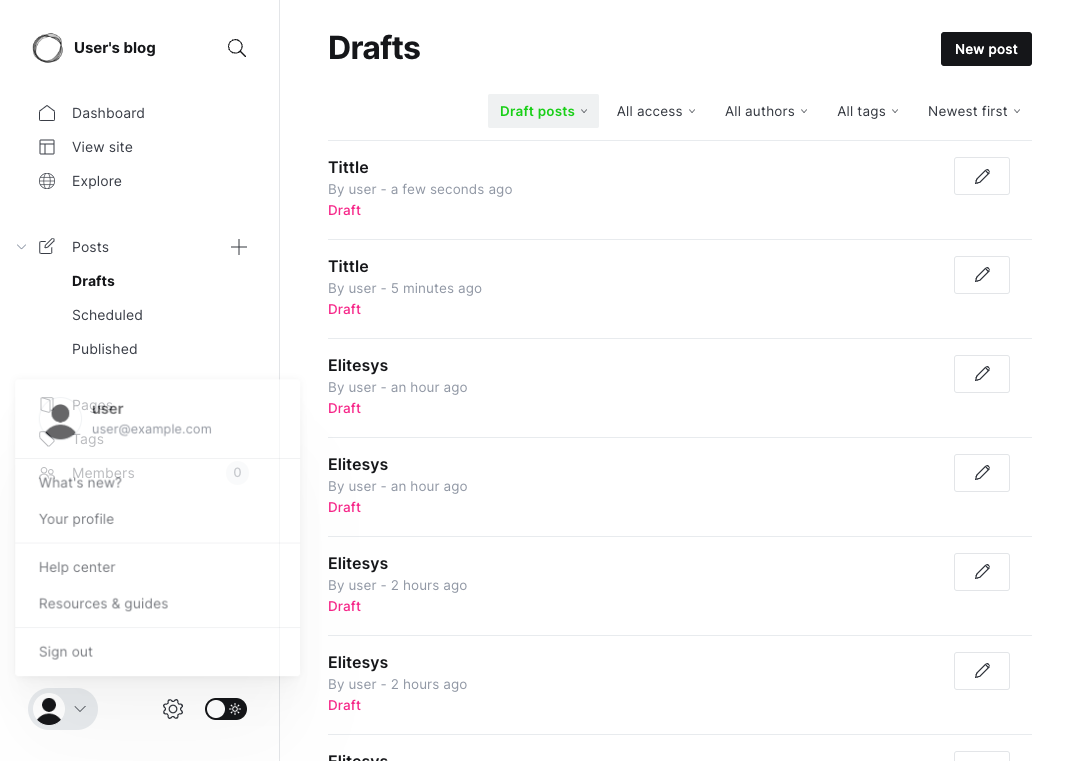 User's blog
Dashboard
View site
Explore
Posts
Drafts
Scheduled
Published
Pages
Tags
Members 0
user
user@example.com
What's new?
Your profile
Help center
Resources & guides
Sign out
Drafts
New post
Draft posts All access All authors All tags Newest first
Tittle
By user - a few seconds ago
Draft
Tittle
By user - 5 minutes ago
Draft
Elitesys
By user - an hour ago
Draft
Elitesys
By user - an hour ago
Draft
Elitesys
By user - 2 hours ago
Draft
Elitesys
By user - 2 hours ago
Draft
Elitesys